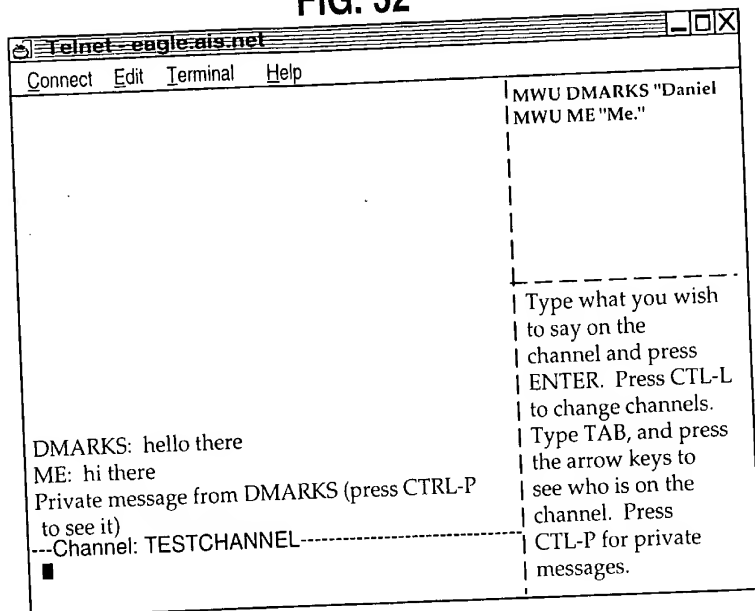 FIG. 32
Telnet - eagle.ais.net
Connect Edit Terminal Help
MWU DMARKS "Daniel
MWU ME "Me."
DMARKS: hello there
ME: hi there
Private message from DMARKS (press CTRL-P
to see it)
---Channel: TESTCHANNEL---
Type what you wish
to say on the
channel and press
ENTER. Press CTL-L
to change channels.
Type TAB, and press
the arrow keys to
see who is on the
channel. Press
CTL-P for private
messages.